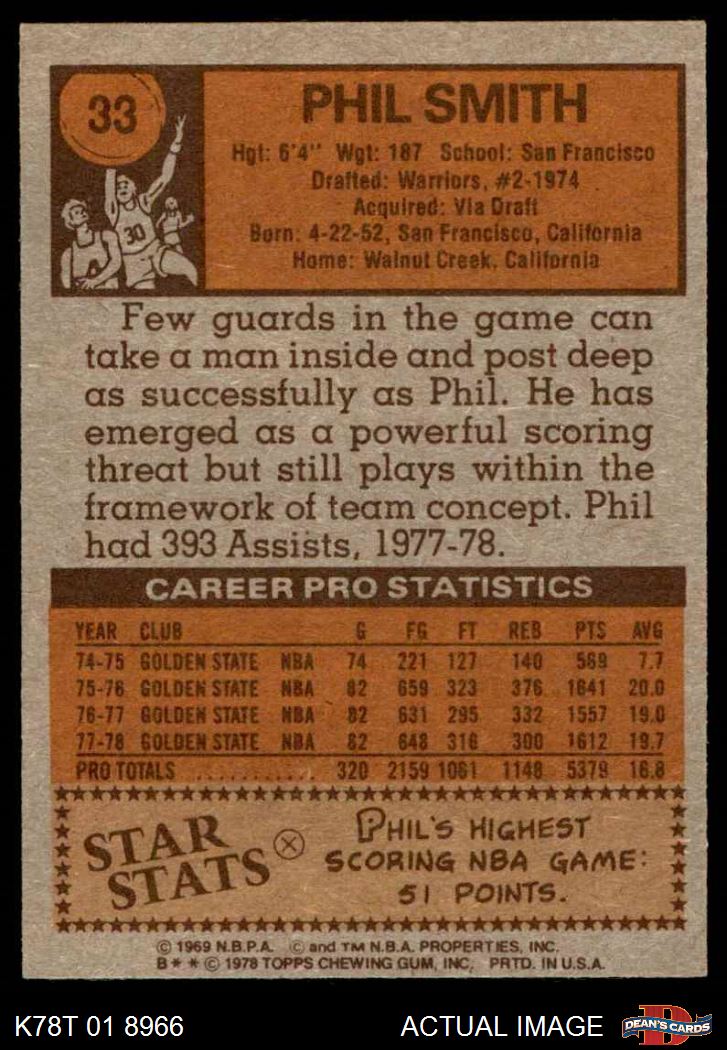 33
30
PHIL SMITH
Hgt: 6'4" Wgt: 187 School: San Francisco
Drafted: Warriors, #2-1974
Acquired: Via Draft
Born: 4-22-52, San Francisco, California
Home: Walnut Creek, California
Few guards in the game can
take a man inside and post deep
as successfully as Phil. He has
emerged as a powerful scoring
threat but still plays within the
framework of team concept. Phil
had 393 Assists, 1977-78.
CAREER PRO STATISTICS
YEAR CLUB G FG FT REB PTS AVG
74-75 GOLDEN STATE NBA 74 221 127 140 569 7.7
75-76 GOLDEN STATE NBA 82 659 323 376 1641 20.0
76-77 GOLDEN STATE NBA 82 631 295 332 1557 19.0
77-78 GOLDEN STATE NBA 82 648 316 300 1612 19.7
PRO TOTALS ............ 320 2159 1061 1148 5379 16.8
STAR
STATS
PHIL'S HIGHEST
SCORING NBA GAME:
51 POINTS.
© 1969 N.B.P.A. © and TM N.B.A. PROPERTIES, INC.
B * * © 1978 TOPPS CHEWING GUM, INC, PRTD. IN U.S.A.
K78T 01 8966
ACTUAL IMAGE
D
DEAN'S CARDS